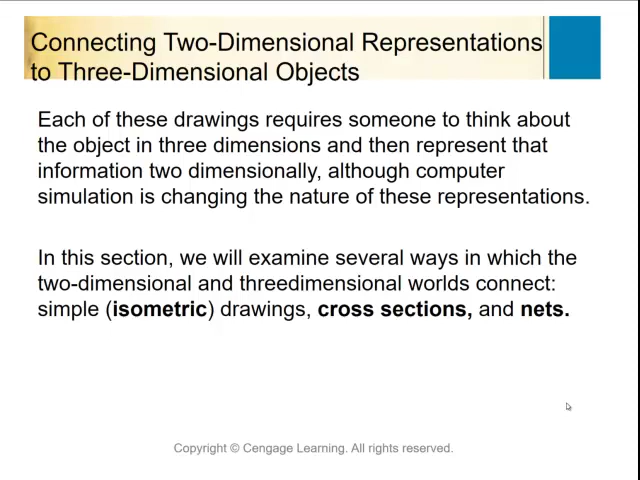 Connecting Two-Dimensional Representations
to Three-Dimensional Objects
Each of these drawings requires someone to think about
the object in three dimensions and then represent that
information two dimensionally, although computer
simulation is changing the nature of these representations.
In this section, we will examine several ways in which the
two-dimensional and threedimensional worlds connect:
simple (isometric) drawings, cross sections, and nets.
Copyright © Cengage Learning. All rights reserved.